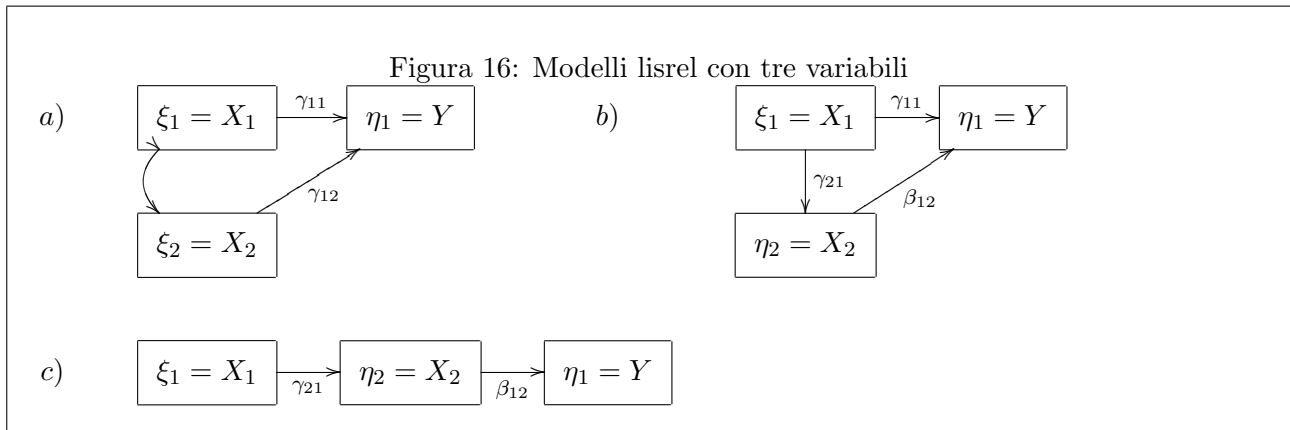 Figura 16: Modelli lisrel con tre variabili
a) ξ₁ = X₁ γ₁₁ η₁ = Y b) ξ₁ = X₁ γ₁₁ η₁ = Y
γ₁₂ γ₂₁ β₁₂
ξ₂ = X₂ η₂ = X₂
c) ξ₁ = X₁ γ₂₁ η₂ = X₂ β₁₂ η₁ = Y